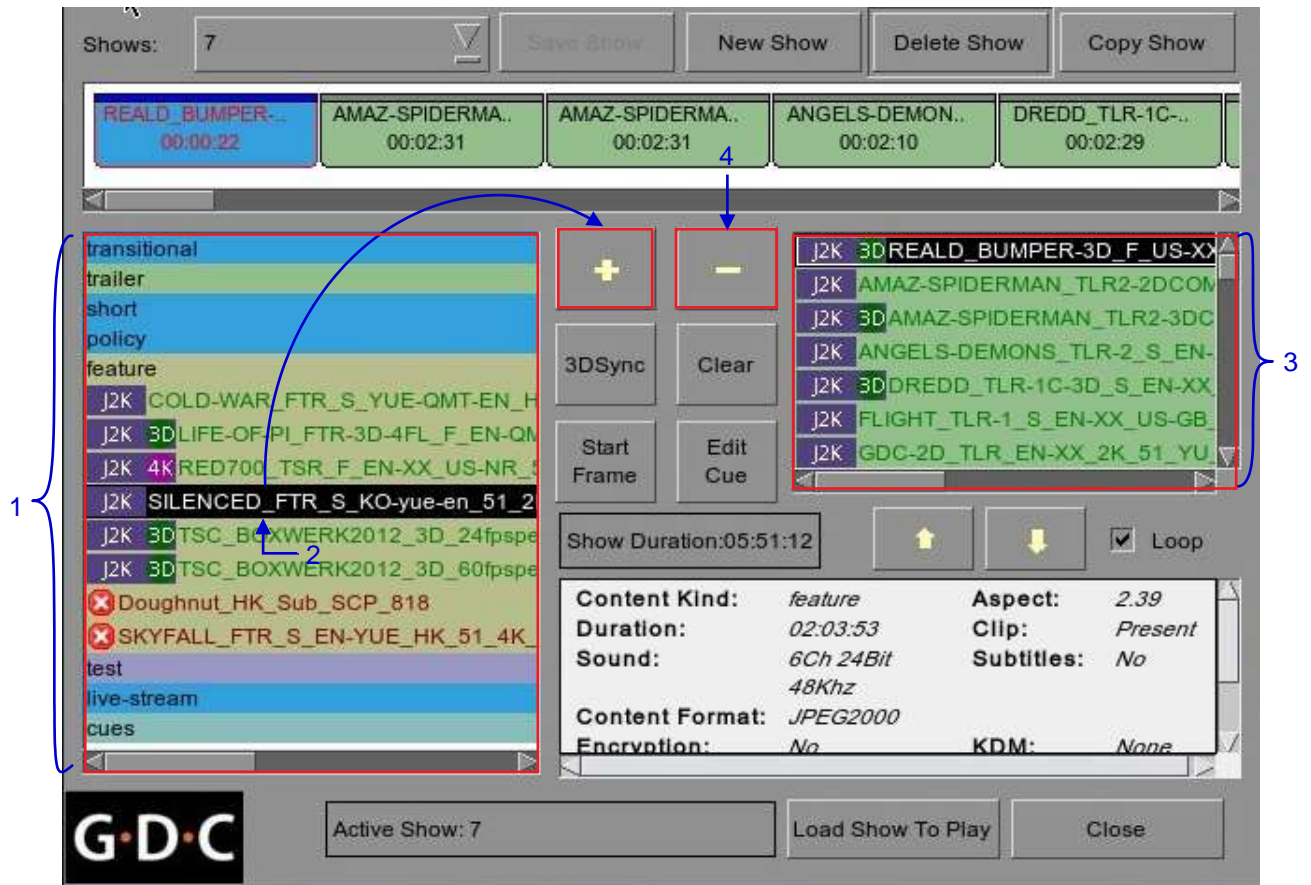 Shows: 7 Save Show New Show Delete Show Copy Show
REALD_BUMPER-.. AMAZ-SPIDERMA.. AMAZ-SPIDERMA.. ANGELS-DEMON.. DREDD_TLR-1C-..
00:00:22 00:02:31 00:02:31 00:02:10 00:02:29
4
1
transitional
trailer
short
policy
feature
J2K COLD-WAR_FTR_S_YUE-QMT-EN_H
J2K 3D LIFE-OF-PI_FTR-3D-4FL_F_EN-QM
J2K 4K RED700_TSR_F_EN-XX_US-NR_5
J2K SILENCED_FTR_S_KO-yue-en_51_2
J2K 3D TSC_BOXWERK2012_3D_24fpspe
2
J2K 3D TSC_BOXWERK2012_3D_60fpspe
Doughnut_HK_Sub_SCP_818
SKYFALL_FTR_S_EN-YUE_HK_51_4K_
test
live-stream
cues
+ −
3DSync Clear
Start Frame Edit Cue
J2K 3D REALD_BUMPER-3D_F_US-XX
J2K AMAZ-SPIDERMAN_TLR2-2DCOM
J2K 3D AMAZ-SPIDERMAN_TLR2-3DC
J2K ANGELS-DEMONS_TLR-2_S_EN-
J2K 3D DREDD_TLR-1C-3D_S_EN-XX
J2K FLIGHT_TLR-1_S_EN-XX_US-GB_
J2K GDC-2D_TLR_EN-XX_2K_51_YU_
3
Show Duration:05:51:12 Loop
Content Kind: feature Aspect: 2.39
Duration: 02:03:53 Clip: Present
Sound: 6Ch 24Bit Subtitles: No
48Khz
Content Format: JPEG2000
Encryption: No KDM: None
G·D·C Active Show: 7 Load Show To Play Close